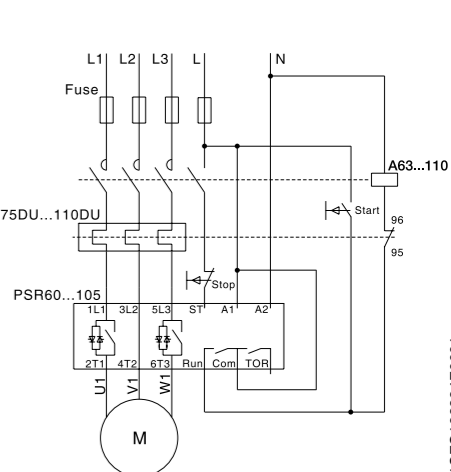 L1 L2 L3 L N
Fuse
A63...110
Start
75DU...110DU
96
95
Stop
PSR60...105
1L1 3L2 5L3 ST A1 A2
2T1 4T2 6T3 Run Com TOR
U1 V1 W1
M